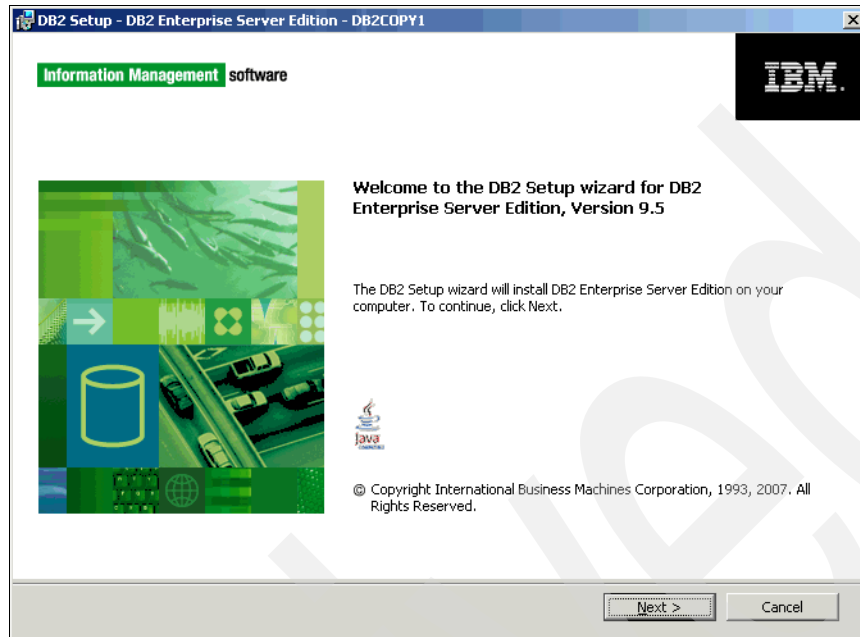 DB2 Setup - DB2 Enterprise Server Edition - DB2COPY1
Information Management software
IBM.
Welcome to the DB2 Setup wizard for DB2
Enterprise Server Edition, Version 9.5
The DB2 Setup wizard will install DB2 Enterprise Server Edition on your
computer. To continue, click Next.
Java
© Copyright International Business Machines Corporation, 1993, 2007. All
Rights Reserved.
Next >
Cancel